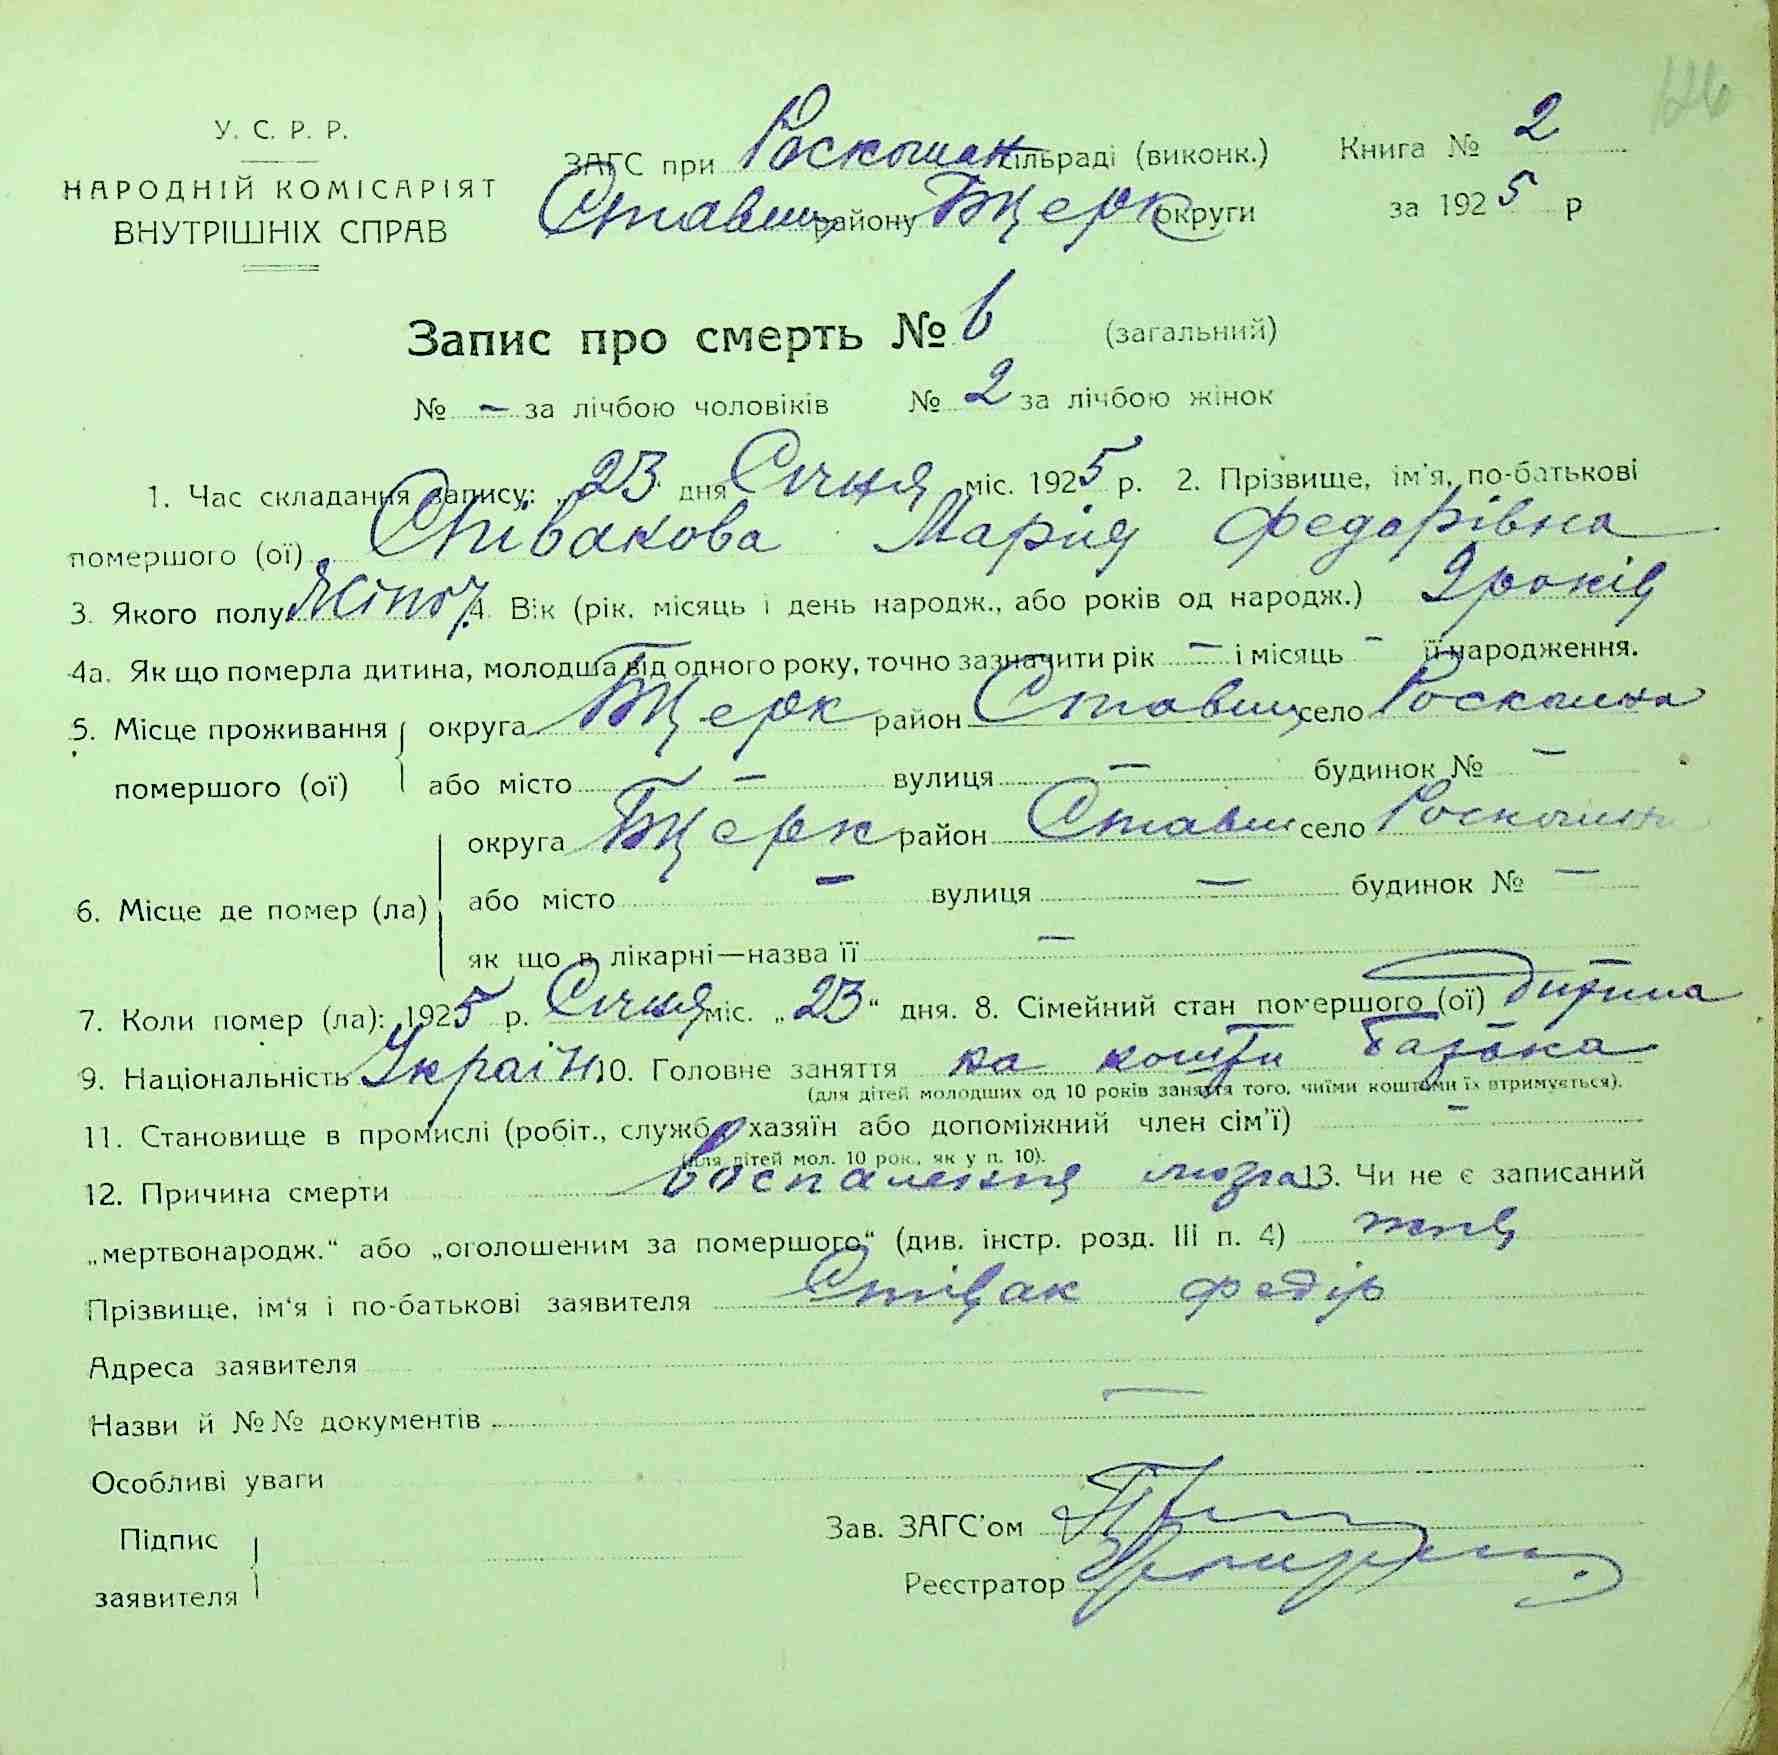 126
У. С. Р. Р.
НАРОДНІЙ КОМІСАРІЯТ
ВНУТРІШНІХ СПРАВ
ЗАГС при Роскошан сільраді (виконк.) Книга № 2
Ставищ району Бцерк округи за 1925 р
Запис про смерть № 6 (загальний)
№ – за лічбою чоловіків № 2 за лічбою жінок
1. Час складання запису: „23" дня Січня міс. 1925 р. 2. Прізвище, ім'я, по-батькові
помершого (ої) Співакова Марія Федорівна
3. Якого полу жіноч 4. Вік (рік. місяць і день народж., або років од народж.) 2 років
4а. Як що померла дитина, молодша від одного року, точно зазначити рік – і місяць – її народження.
5. Місце проживання округа Бцерк район Ставищ село Роскошна
помершого (ої) або місто – вулиця – будинок № –
округа Бцерк район Ставищ село Роскошна
6. Місце де помер (ла) або місто – вулиця – будинок № –
як що в лікарні—назва її –
7. Коли помер (ла): 1925 р. Січня міс. „23" дня. 8. Сімейний стан помершого (ої) дитина
9. Національність Україн 10. Головне заняття на кошти батька
(для дітей молодших од 10 років заняття того, чиїми коштами їх втримується).
11. Становище в промислі (робіт., служб., хазяїн або допоміжний член сім'ї) –
(для дітей мол. 10 рок., як у п. 10).
12. Причина смерти воспаления мозга 13. Чи не є записаний
„мертвонародж." або „оголошеним за помершого" (див. інстр. розд. III п. 4)
Прізвище, ім'я і по-батькові заявителя Співак Федір
Адреса заявителя
Назви й №№ документів –
Особливі уваги
Підпис
заявителя
Зав. ЗАГС'ом
Реєстратор